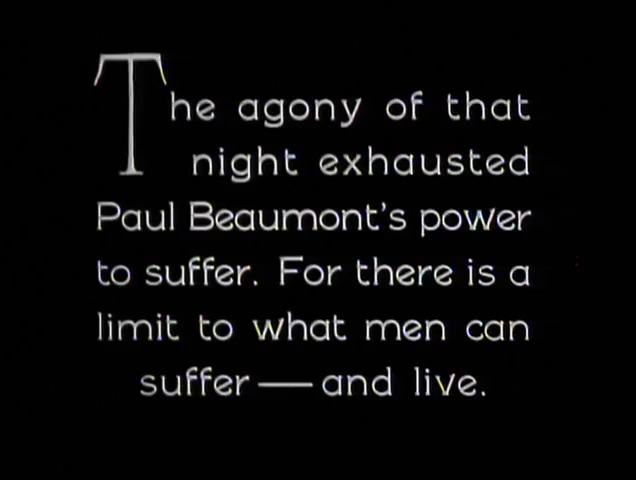 The agony of that
night exhausted
Paul Beaumont's power
to suffer. For there is a
limit to what men can
suffer — and live.